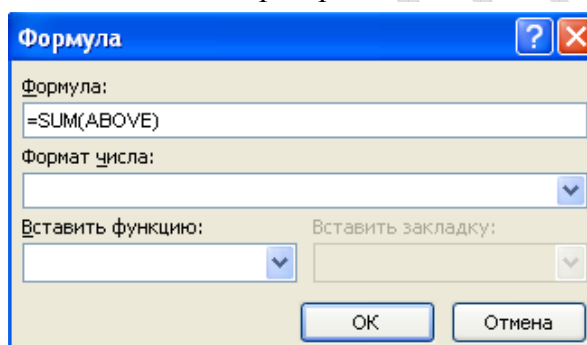 Формула
Формула:
=SUM(ABOVE)
Формат числа:
Вставить функцию: Вставить закладку:
ОК Отмена